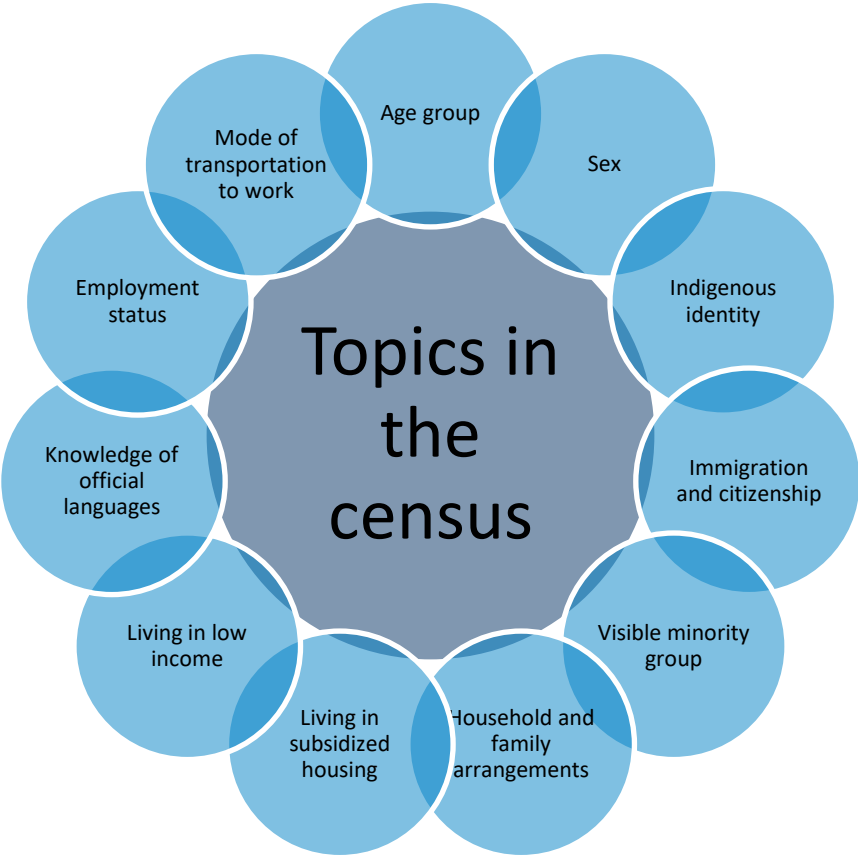 Topics in
the
census
Age group
Sex
Indigenous
identity
Immigration
and citizenship
Visible minority
group
Household and
family
arrangements
Living in
subsidized
housing
Living in low
income
Knowledge of
official
languages
Employment
status
Mode of
transportation
to work